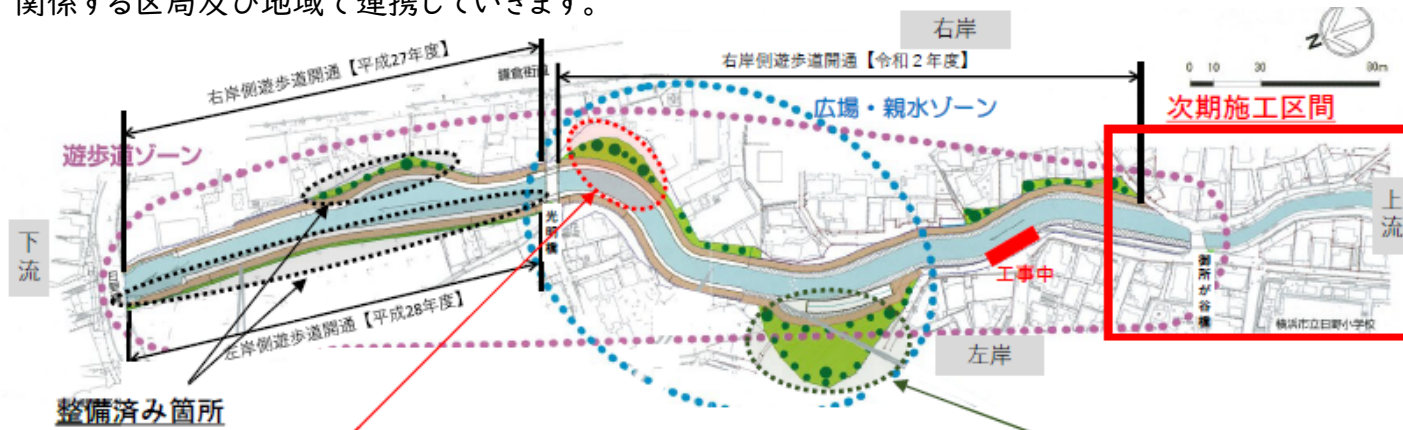 関係する区局及び地域で連携していきます。
右岸
N
右岸側遊歩道開通【平成27年度】
鎌倉街道
右岸側遊歩道開通【令和２年度】
0 10 30 80m
広場・親水ゾーン
次期施工区間
遊歩道ゾーン
下流
上流
光明橋
工事中
御所が谷橋
横浜市立日野小学校
左岸側遊歩道開通【平成28年度】
左岸
整備済み箇所